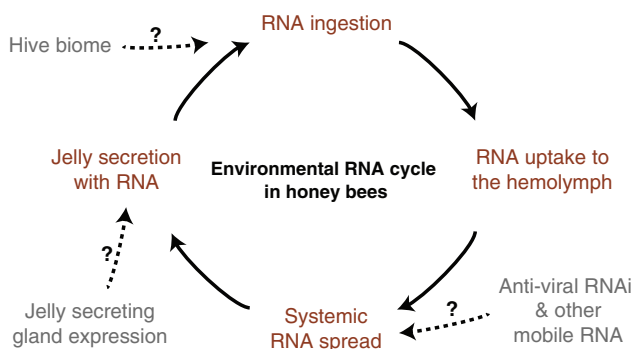 RNA ingestion
?
Hive biome
Jelly secretion
with RNA
Environmental RNA cycle
in honey bees
RNA uptake to
the hemolymph
?
Jelly secreting
gland expression
Systemic
RNA spread
?
Anti-viral RNAi
& other
mobile RNA